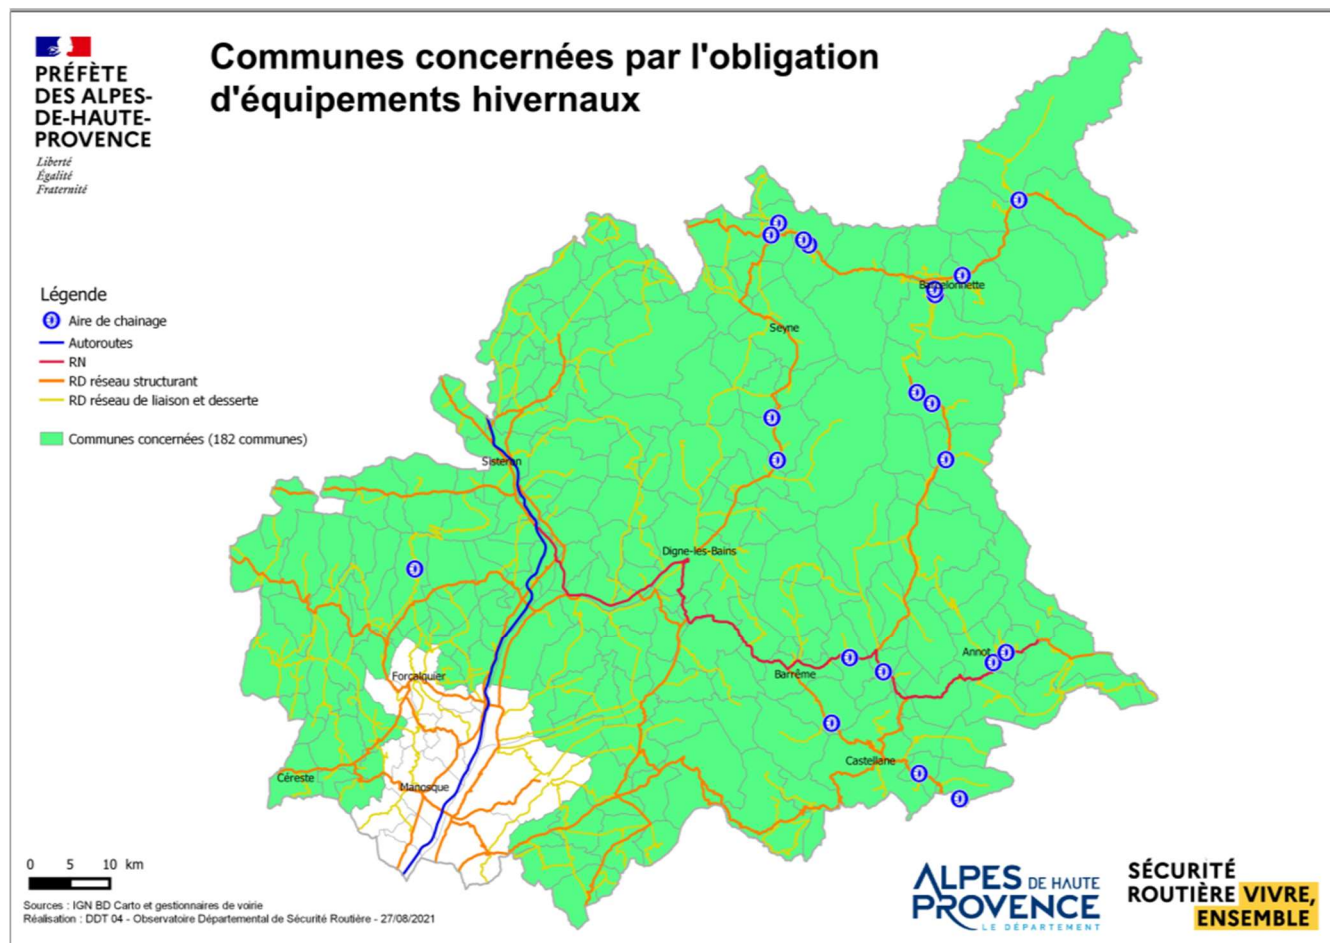 PRÉFÈTE
DES ALPES-
DE-HAUTE-
PROVENCE
Liberté
Égalité
Fraternité
Communes concernées par l'obligation
d'équipements hivernaux
Légende
Aire de chainage
Autoroutes
RN
RD réseau structurant
RD réseau de liaison et desserte
Communes concernées (182 communes)
Barcelonnette
Seyne
Sisteron
Digne-les-Bains
Annot
Barrême
Forcalquier
Castellane
Céreste
Manosque
0 5 10 km
Sources : IGN BD Carto et gestionnaires de voirie
Réalisation : DDT 04 - Observatoire Départemental de Sécurité Routière - 27/08/2021
ALPES DE HAUTE
PROVENCE
LE DÉPARTEMENT
SÉCURITÉ
ROUTIÈRE VIVRE,
ENSEMBLE